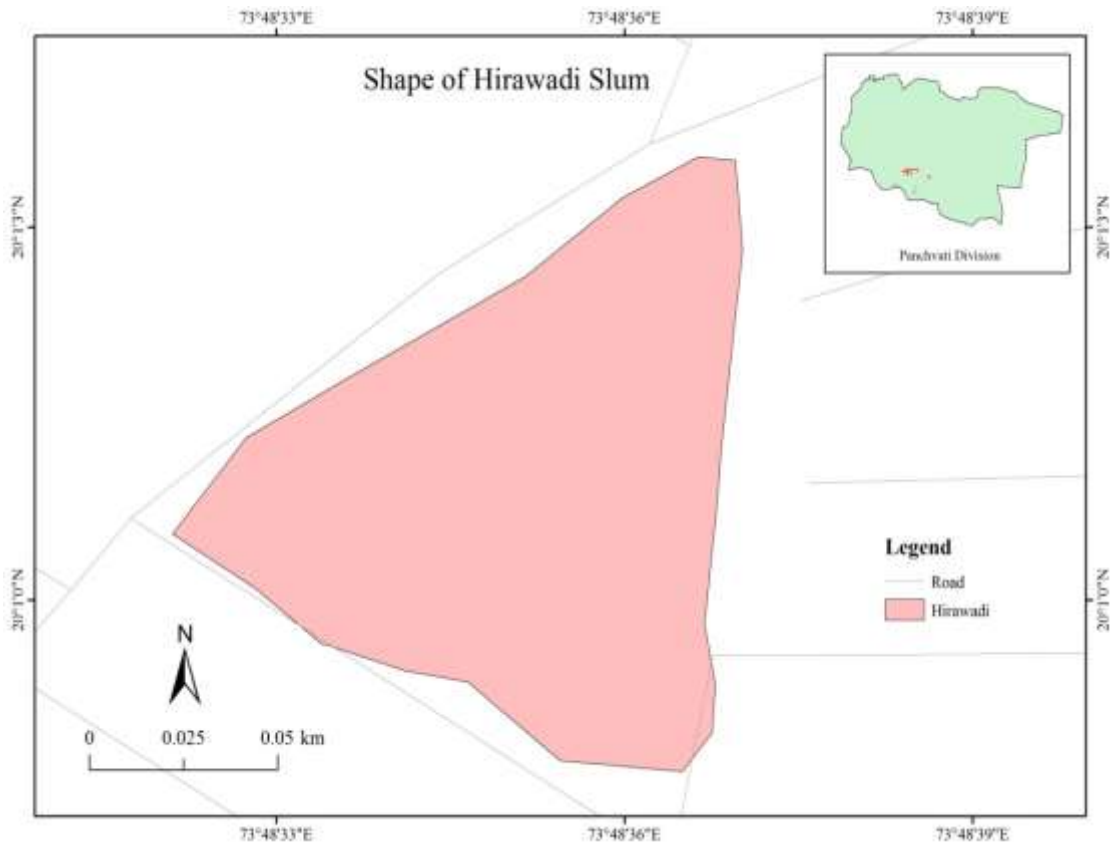 73°48'33"E
73°48'36"E
73°48'39"E
Shape of Hirawadi Slum
20°1'3"N
20°1'3"N
Panchvati Division
Legend
Road
Hirawadi
20°1'0"N
20°1'0"N
N
0 0.025 0.05 km
73°48'33"E
73°48'36"E
73°48'39"E